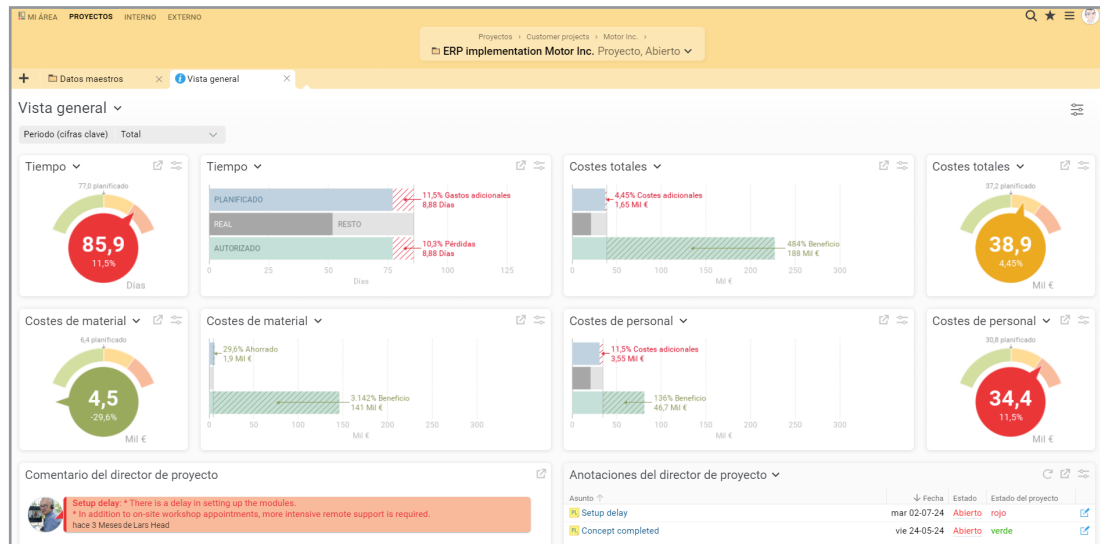 MI ÁREA PROYECTOS INTERNO EXTERNO
Proyectos › Customer projects › Motor Inc. ›
ERP implementation Motor Inc. Proyecto, Abierto
+ Datos maestros × i Vista general ×
Vista general
Periodo (cifras clave) Total
Tiempo
77,0 planificado
85,9
11,5%
Días
Tiempo
PLANIFICADO
11,5% Gastos adicionales
8,88 Días
REAL RESTO
AUTORIZADO
10,3% Pérdidas
8,88 Días
0 25 50 75 100 125
Días
Costes totales
4,45% Costes adicionales
1,65 Mil €
484% Beneficio
188 Mil €
0 50 100 150 200 250 300
Mil €
Costes totales
37,2 planificado
38,9
4,45%
Mil €
Costes de material
6,4 planificado
4,5
-29,6%
Mil €
Costes de material
29,6% Ahorrado
1,9 Mil €
3.142% Beneficio
141 Mil €
0 50 100 150 200 250 300
Mil €
Costes de personal
11,5% Costes adicionales
3,55 Mil €
136% Beneficio
46,7 Mil €
0 50 100 150 200 250 300
Mil €
Costes de personal
30,8 planificado
34,4
11,5%
Mil €
Comentario del director de proyecto
Setup delay: * There is a delay in setting up the modules.
* In addition to on-site workshop appointments, more intensive remote support is required.
hace 3 Meses de Lars Head
Anotaciones del director de proyecto
Asunto ↑ ↓ Fecha Estado Estado del proyecto
PL Setup delay mar 02-07-24 Abierto rojo
PL Concept completed vie 24-05-24 Abierto verde